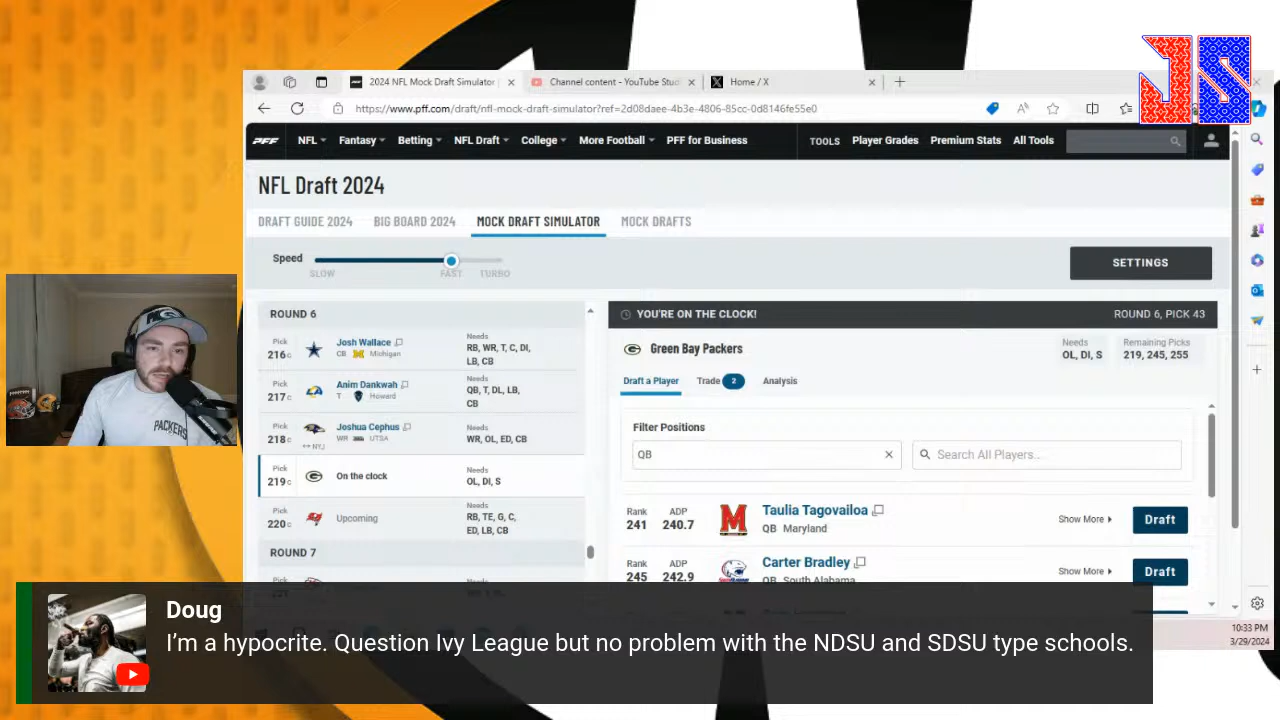 JS
2024 NFL Mock Draft Simulator
Channel content - YouTube Stud
Home / X
https://www.pff.com/draft/nfl-mock-draft-simulator?ref=2d08daee-4b3e-4806-85cc-0d8146fe55e0
PFF NFL Fantasy Betting NFL Draft College More Football PFF for Business TOOLS Player Grades Premium Stats All Tools
NFL Draft 2024
DRAFT GUIDE 2024 BIG BOARD 2024 MOCK DRAFT SIMULATOR MOCK DRAFTS
Speed
SLOW FAST TURBO
SETTINGS
ROUND 6
Pick
216
Josh Wallace
CB Michigan
Needs
RB, WR, T, C, DI,
LB, CB
Pick
217
Anim Dankwah
T Howard
Needs
QB, T, DL, LB,
CB
Pick
218
Joshua Cephus
WR UTSA
NYJ
Needs
WR, OL, ED, CB
Pick
219
On the clock
Needs
OL, DI, S
Pick
220
Upcoming
Needs
RB, TE, G, C,
ED, LB, CB
ROUND 7
YOU'RE ON THE CLOCK!
ROUND 6, PICK 43
Green Bay Packers
Needs
OL, DI, S
Remaining Picks
219, 245, 255
Draft a Player Trade 2 Analysis
Filter Positions
QB
Search All Players...
Rank
241
ADP
240.7
Taulia Tagovailoa
QB Maryland
Show More
Draft
Rank
245
ADP
242.9
Carter Bradley
QB South Alabama
Show More
Draft
PACKERS
10:33 PM
3/29/2024
Doug
I'm a hypocrite. Question Ivy League but no problem with the NDSU and SDSU type schools.